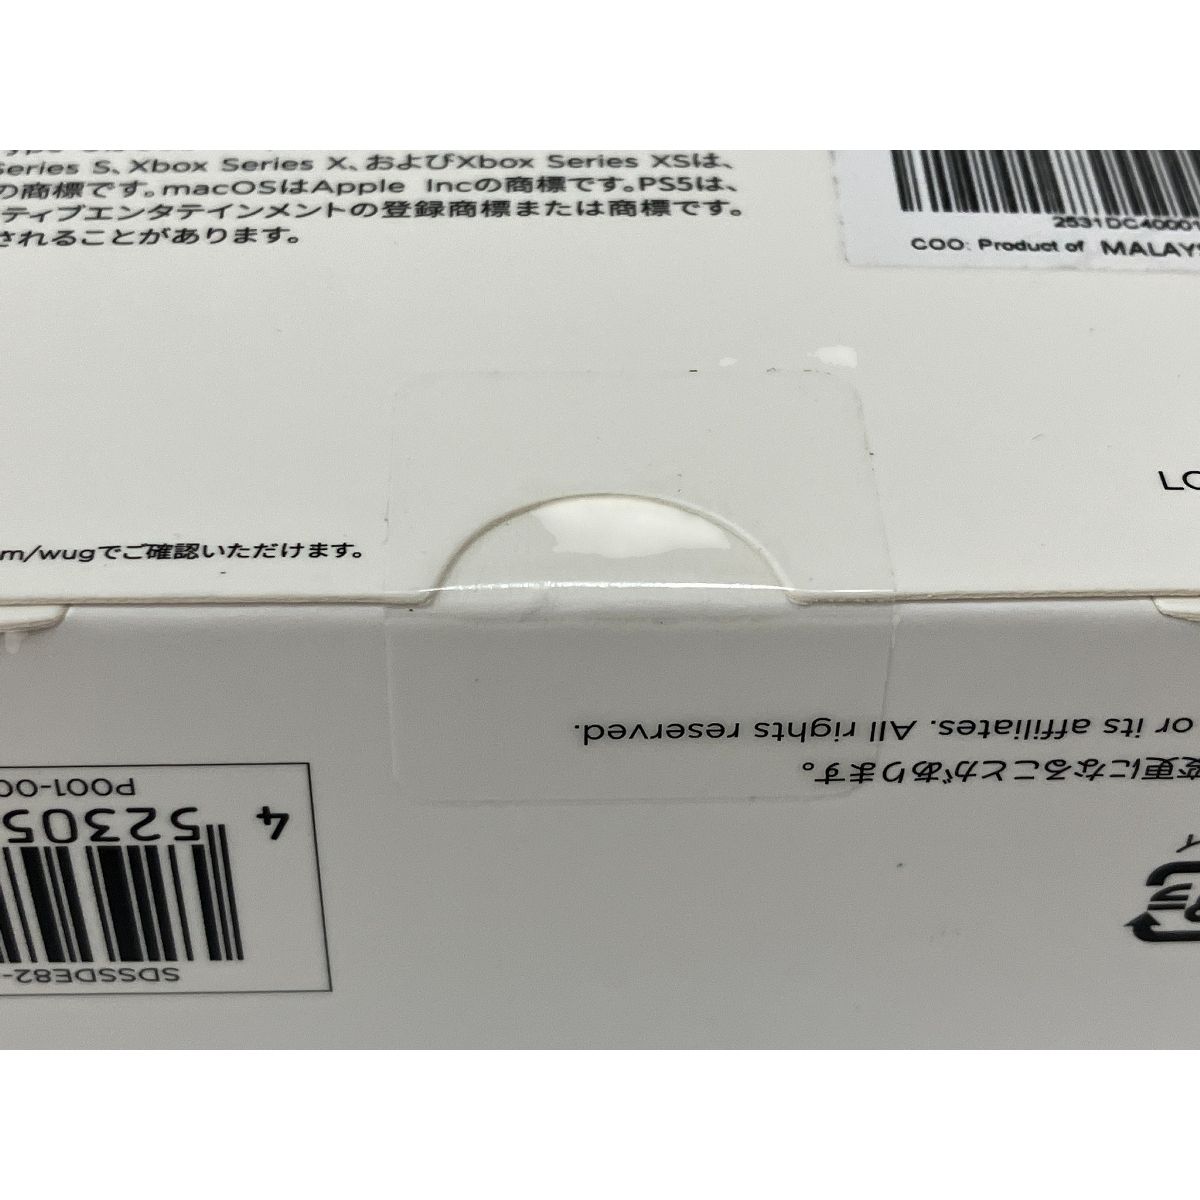 Series S、Xbox Series X、およびXbox Series XSは、
の商標です。macOSはApple Incの商標です。PS5は、
ティブエンタテインメントの登録商標または商標です。
されることがあります。
2531DC40001
COO: Product of MALAYS
LO
om/wugでご確認いただけます。
or its affiliates. All rights reserved.
変更になることがあります。
P001-00
4 52305
SDSSDE82-
プラ